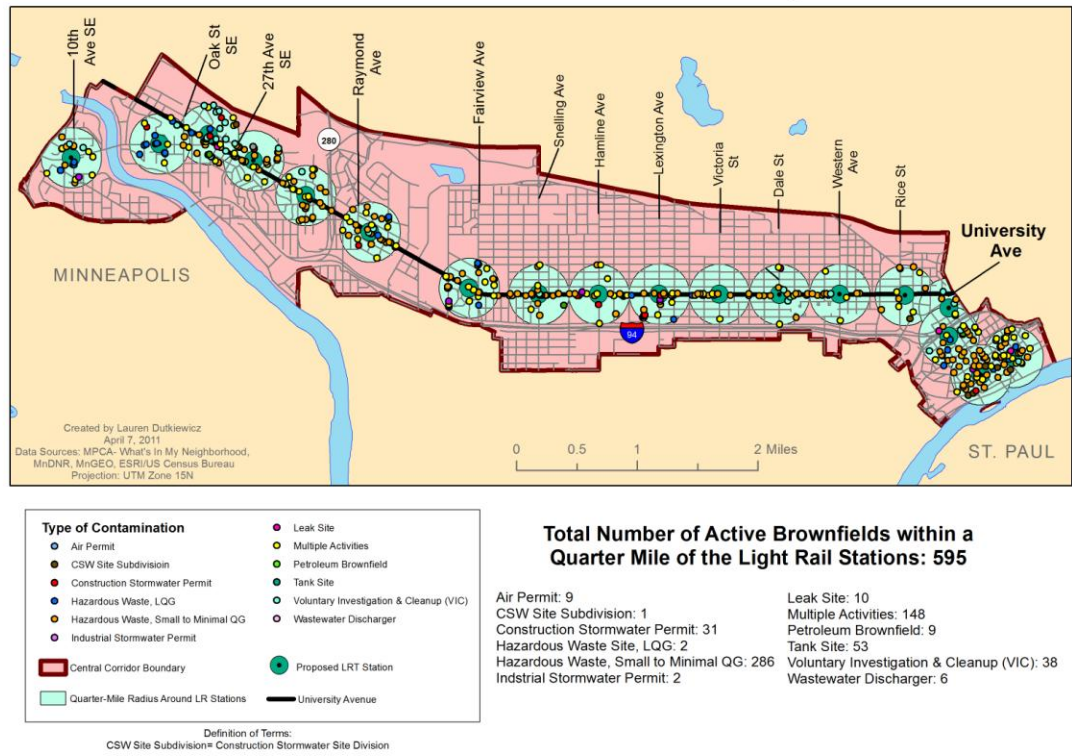 10th
Ave SE
Oak St
SE
27th Ave
SE
Raymond
Ave
Fairview Ave
Snelling Ave
Hamline Ave
Lexington Ave
Victoria
St
Dale St
Western
Ave
Rice St
University
Ave
280
94
MINNEAPOLIS
ST. PAUL
Created by Lauren Dutkiewicz
April 7, 2011
Data Sources: MPCA- What's In My Neighborhood,
MnDNR, MnGEO, ESRI/US Census Bureau
Projection: UTM Zone 15N
0 0.5 1 2 Miles
Type of Contamination
Air Permit
CSW Site Subdivisioin
Construction Stormwater Permit
Hazardous Waste, LQG
Hazardous Waste, Small to Minimal QG
Industrial Stormwater Permit
Leak Site
Multiple Activities
Petroleum Brownfield
Tank Site
Voluntary Investigation & Cleanup (VIC)
Wastewater Discharger
Central Corridor Boundary
Proposed LRT Station
Quarter-Mile Radius Around LR Stations
University Avenue
Definition of Terms:
CSW Site Subdivision= Construction Stormwater Site Division
Total Number of Active Brownfields within a
Quarter Mile of the Light Rail Stations: 595
Air Permit: 9
CSW Site Subdivision: 1
Construction Stormwater Permit: 31
Hazardous Waste Site, LQG: 2
Hazardous Waste, Small to Minimal QG: 286
Indstrial Stormwater Permit: 2
Leak Site: 10
Multiple Activities: 148
Petroleum Brownfield: 9
Tank Site: 53
Voluntary Investigation & Cleanup (VIC): 38
Wastewater Discharger: 6